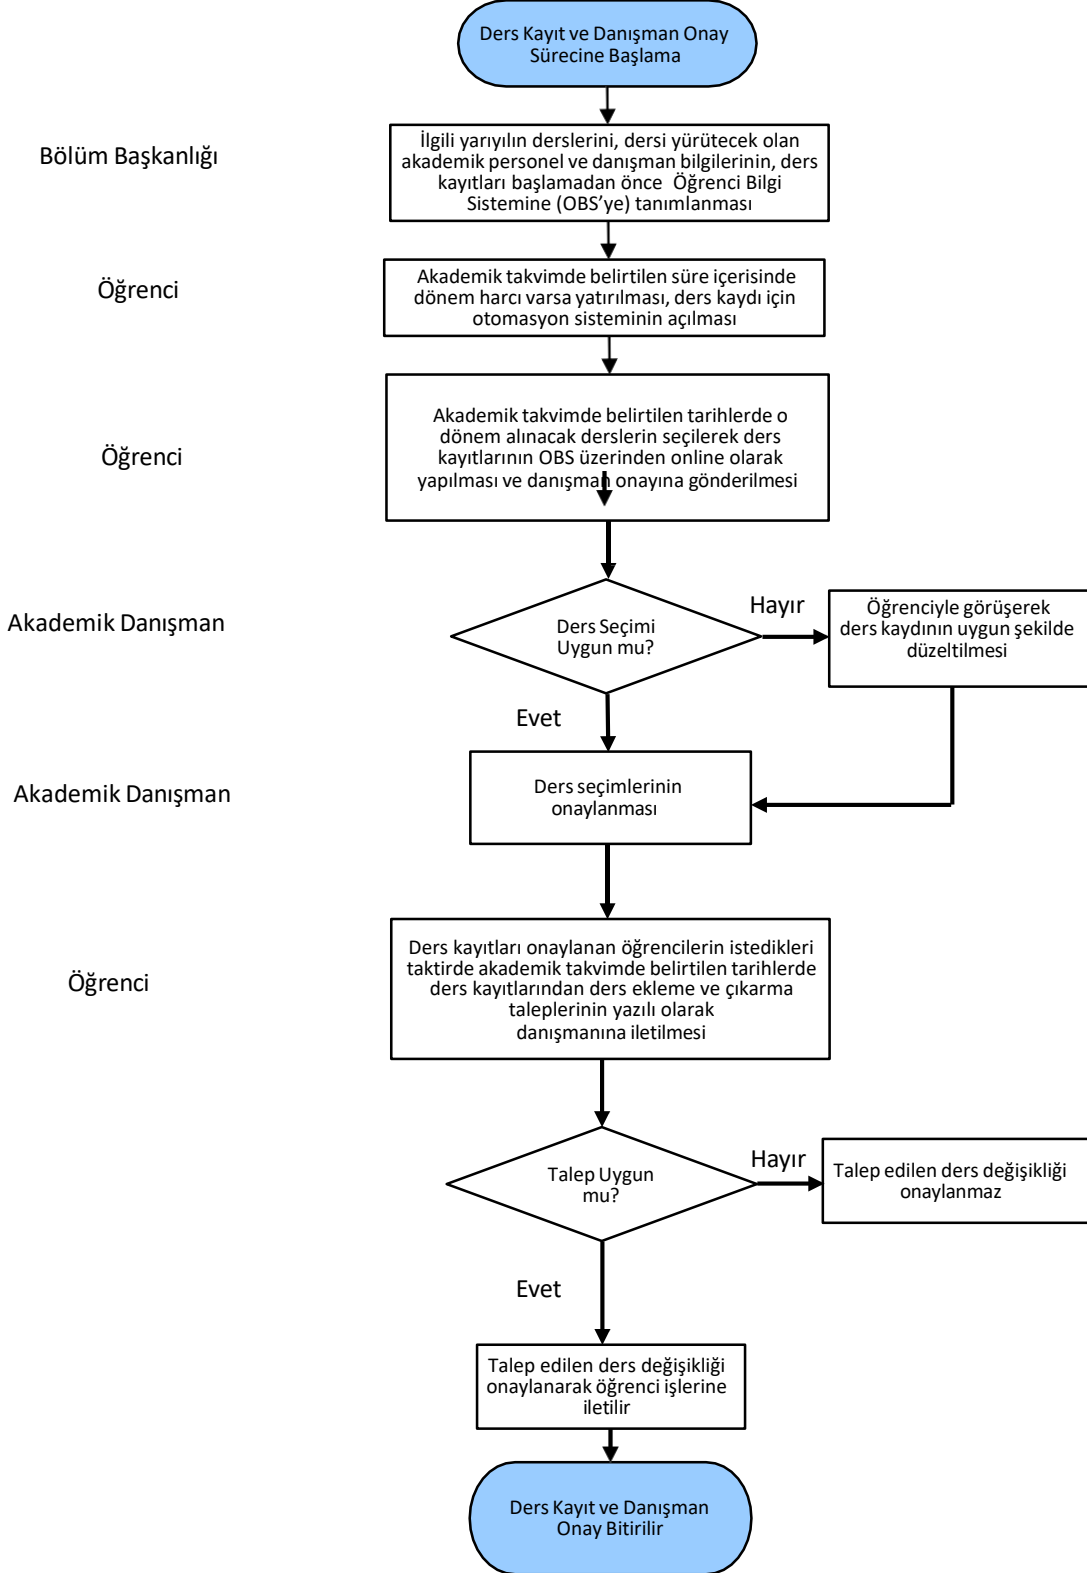 Ders Kayıt ve Danışman Onay
Sürecine Başlama
Bölüm Başkanlığı
İlgili yarıyılın derslerini, dersi yürütecek olan
akademik personel ve danışman bilgilerinin, ders
kayıtları başlamadan önce Öğrenci Bilgi
Sistemine (OBS’ye) tanımlanması
Öğrenci
Akademik takvimde belirtilen süre içerisinde
dönem harcı varsa yatırılması, ders kaydı için
otomasyon sisteminin açılması
Öğrenci
Akademik takvimde belirtilen tarihlerde o
dönem alınacak derslerin seçilerek ders
kayıtlarının OBS üzerinden online olarak
yapılması ve danışman onayına gönderilmesi
Akademik Danışman
Ders Seçimi
Uygun mu?
Hayır
Öğrenciyle görüşerek
ders kaydının uygun şekilde
düzeltilmesi
Evet
Akademik Danışman
Ders seçimlerinin
onaylanması
Öğrenci
Ders kayıtları onaylanan öğrencilerin istedikleri
taktirde akademik takvimde belirtilen tarihlerde
ders kayıtlarından ders ekleme ve çıkarma
taleplerinin yazılı olarak
danışmanına iletilmesi
Talep Uygun
mu?
Hayır
Talep edilen ders değişikliği
onaylanmaz
Evet
Talep edilen ders değişikliği
onaylanarak öğrenci işlerine
iletilir
Ders Kayıt ve Danışman
Onay Bitirilir